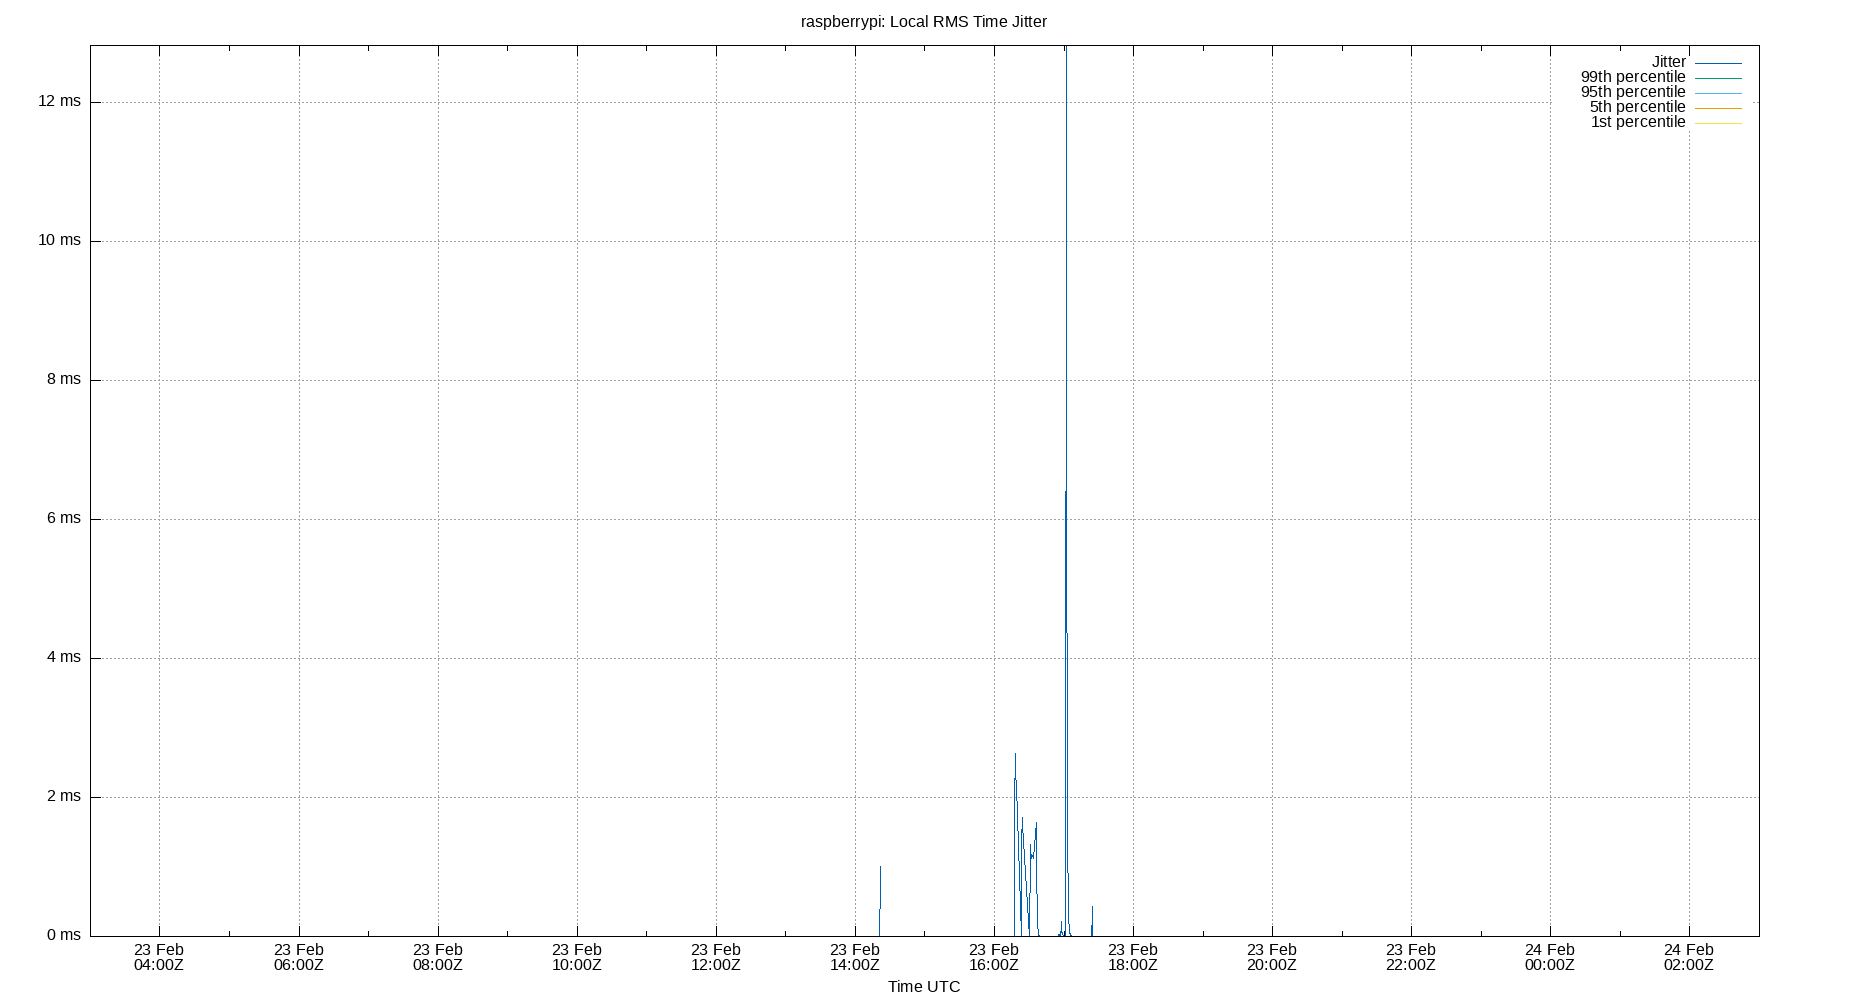 raspberrypi: Local RMS Time Jitter
Jitter
99th percentile
95th percentile
5th percentile
1st percentile
12 ms
10 ms
8 ms
6 ms
4 ms
2 ms
0 ms
23 Feb 23 Feb 23 Feb 23 Feb 23 Feb 23 Feb 23 Feb 23 Feb 23 Feb 23 Feb 24 Feb 24 Feb
04:00Z 06:00Z 08:00Z 10:00Z 12:00Z 14:00Z 16:00Z 18:00Z 20:00Z 22:00Z 00:00Z 02:00Z
Time UTC